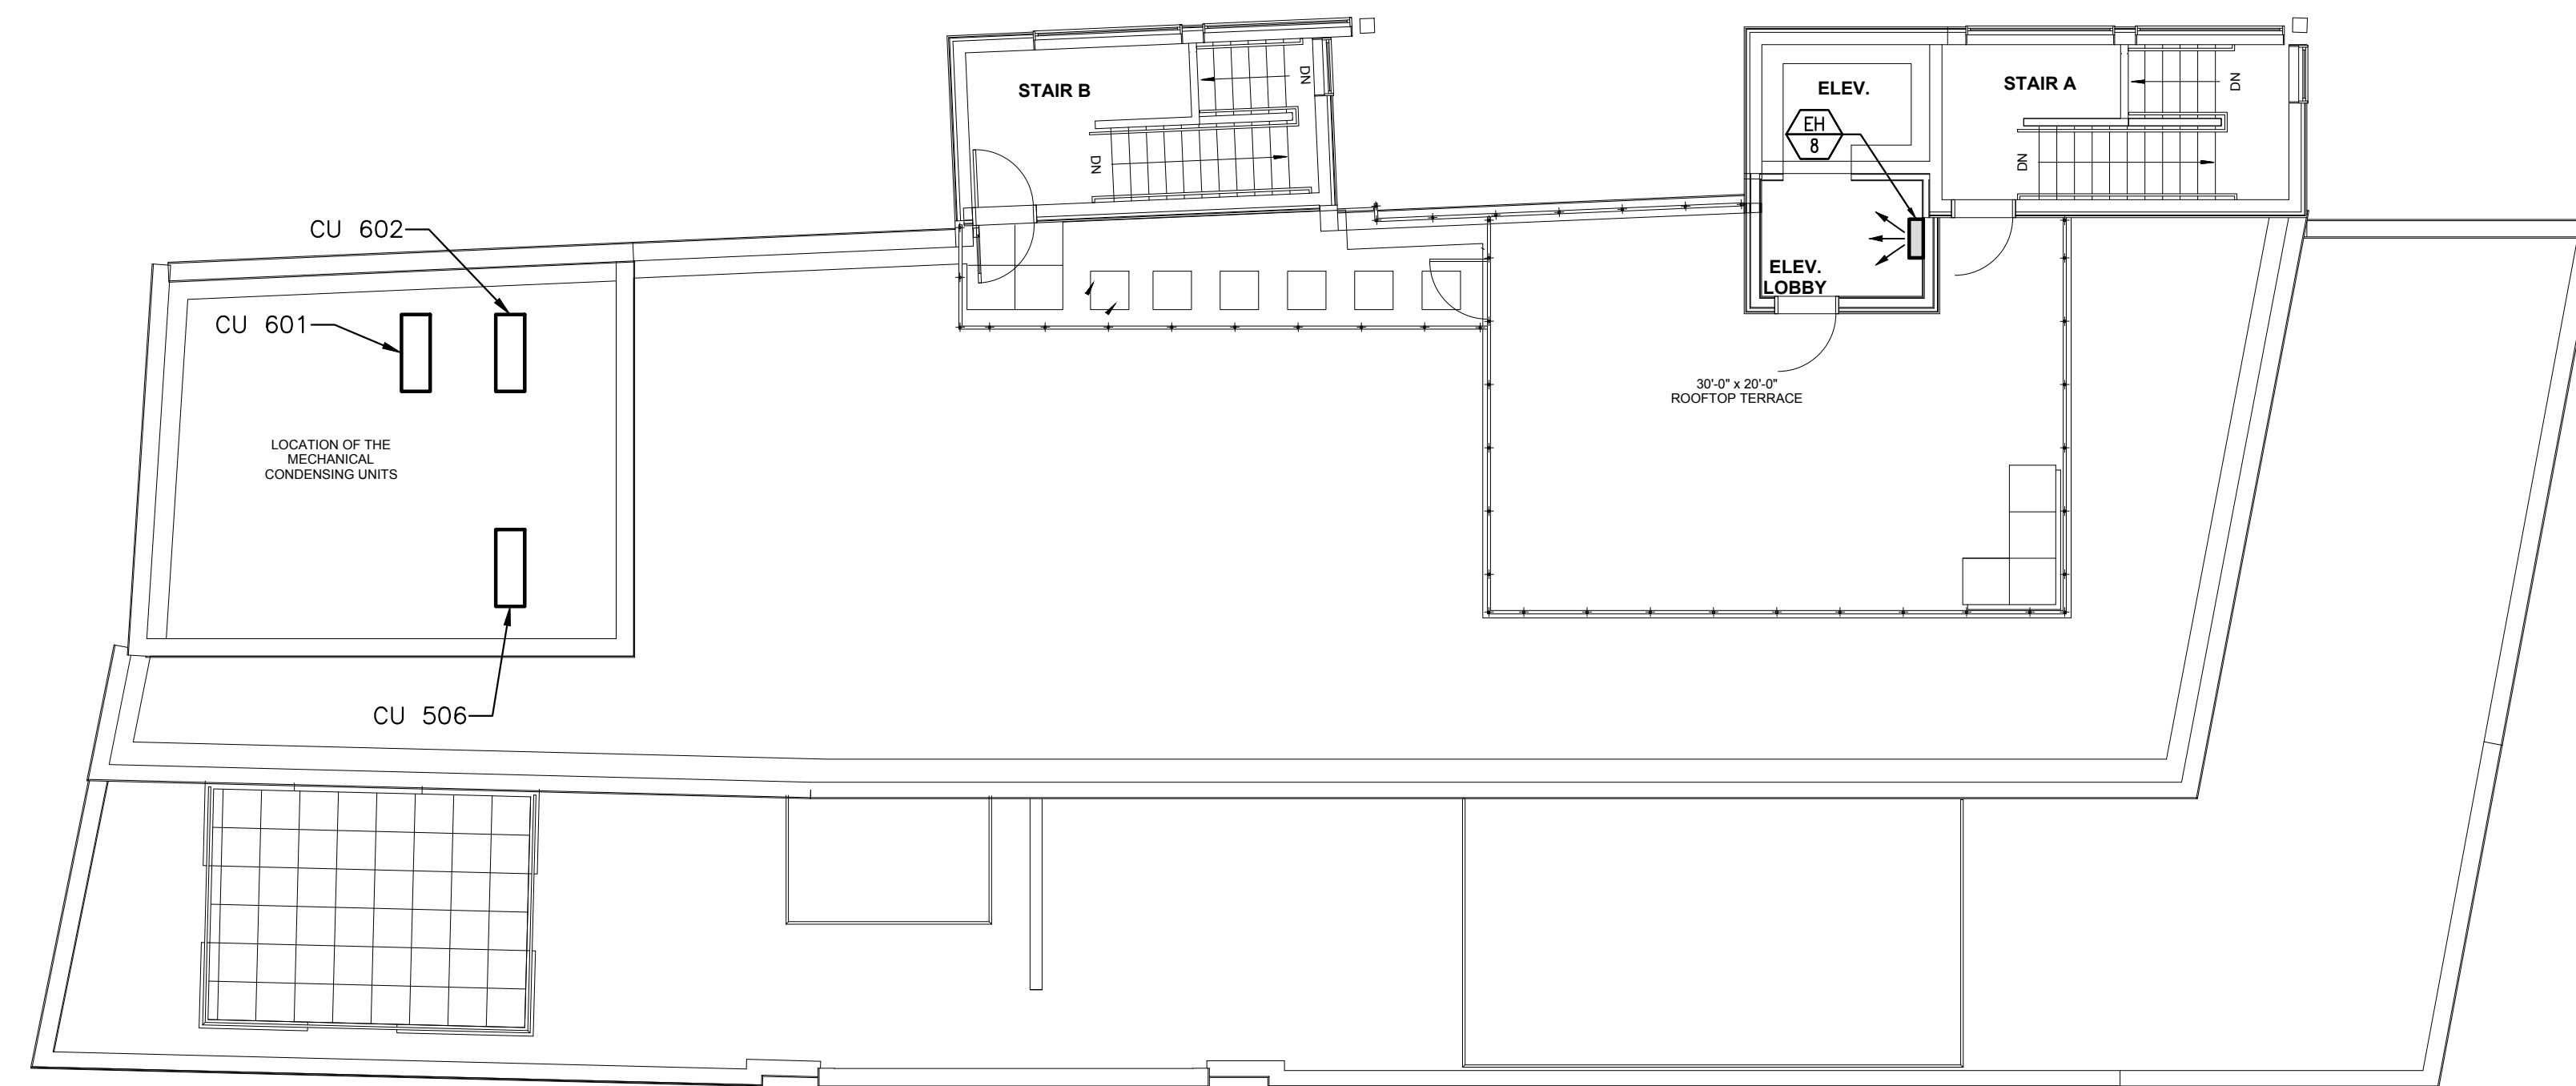 STAIR B
DN
DN
ELEV.
EH
8
STAIR A
DN
DN
CU 602
CU 601
ELEV.
LOBBY
30'-0" x 20'-0"
ROOFTOP TERRACE
LOCATION OF THE
MECHANICAL
CONDENSING UNITS
CU 506